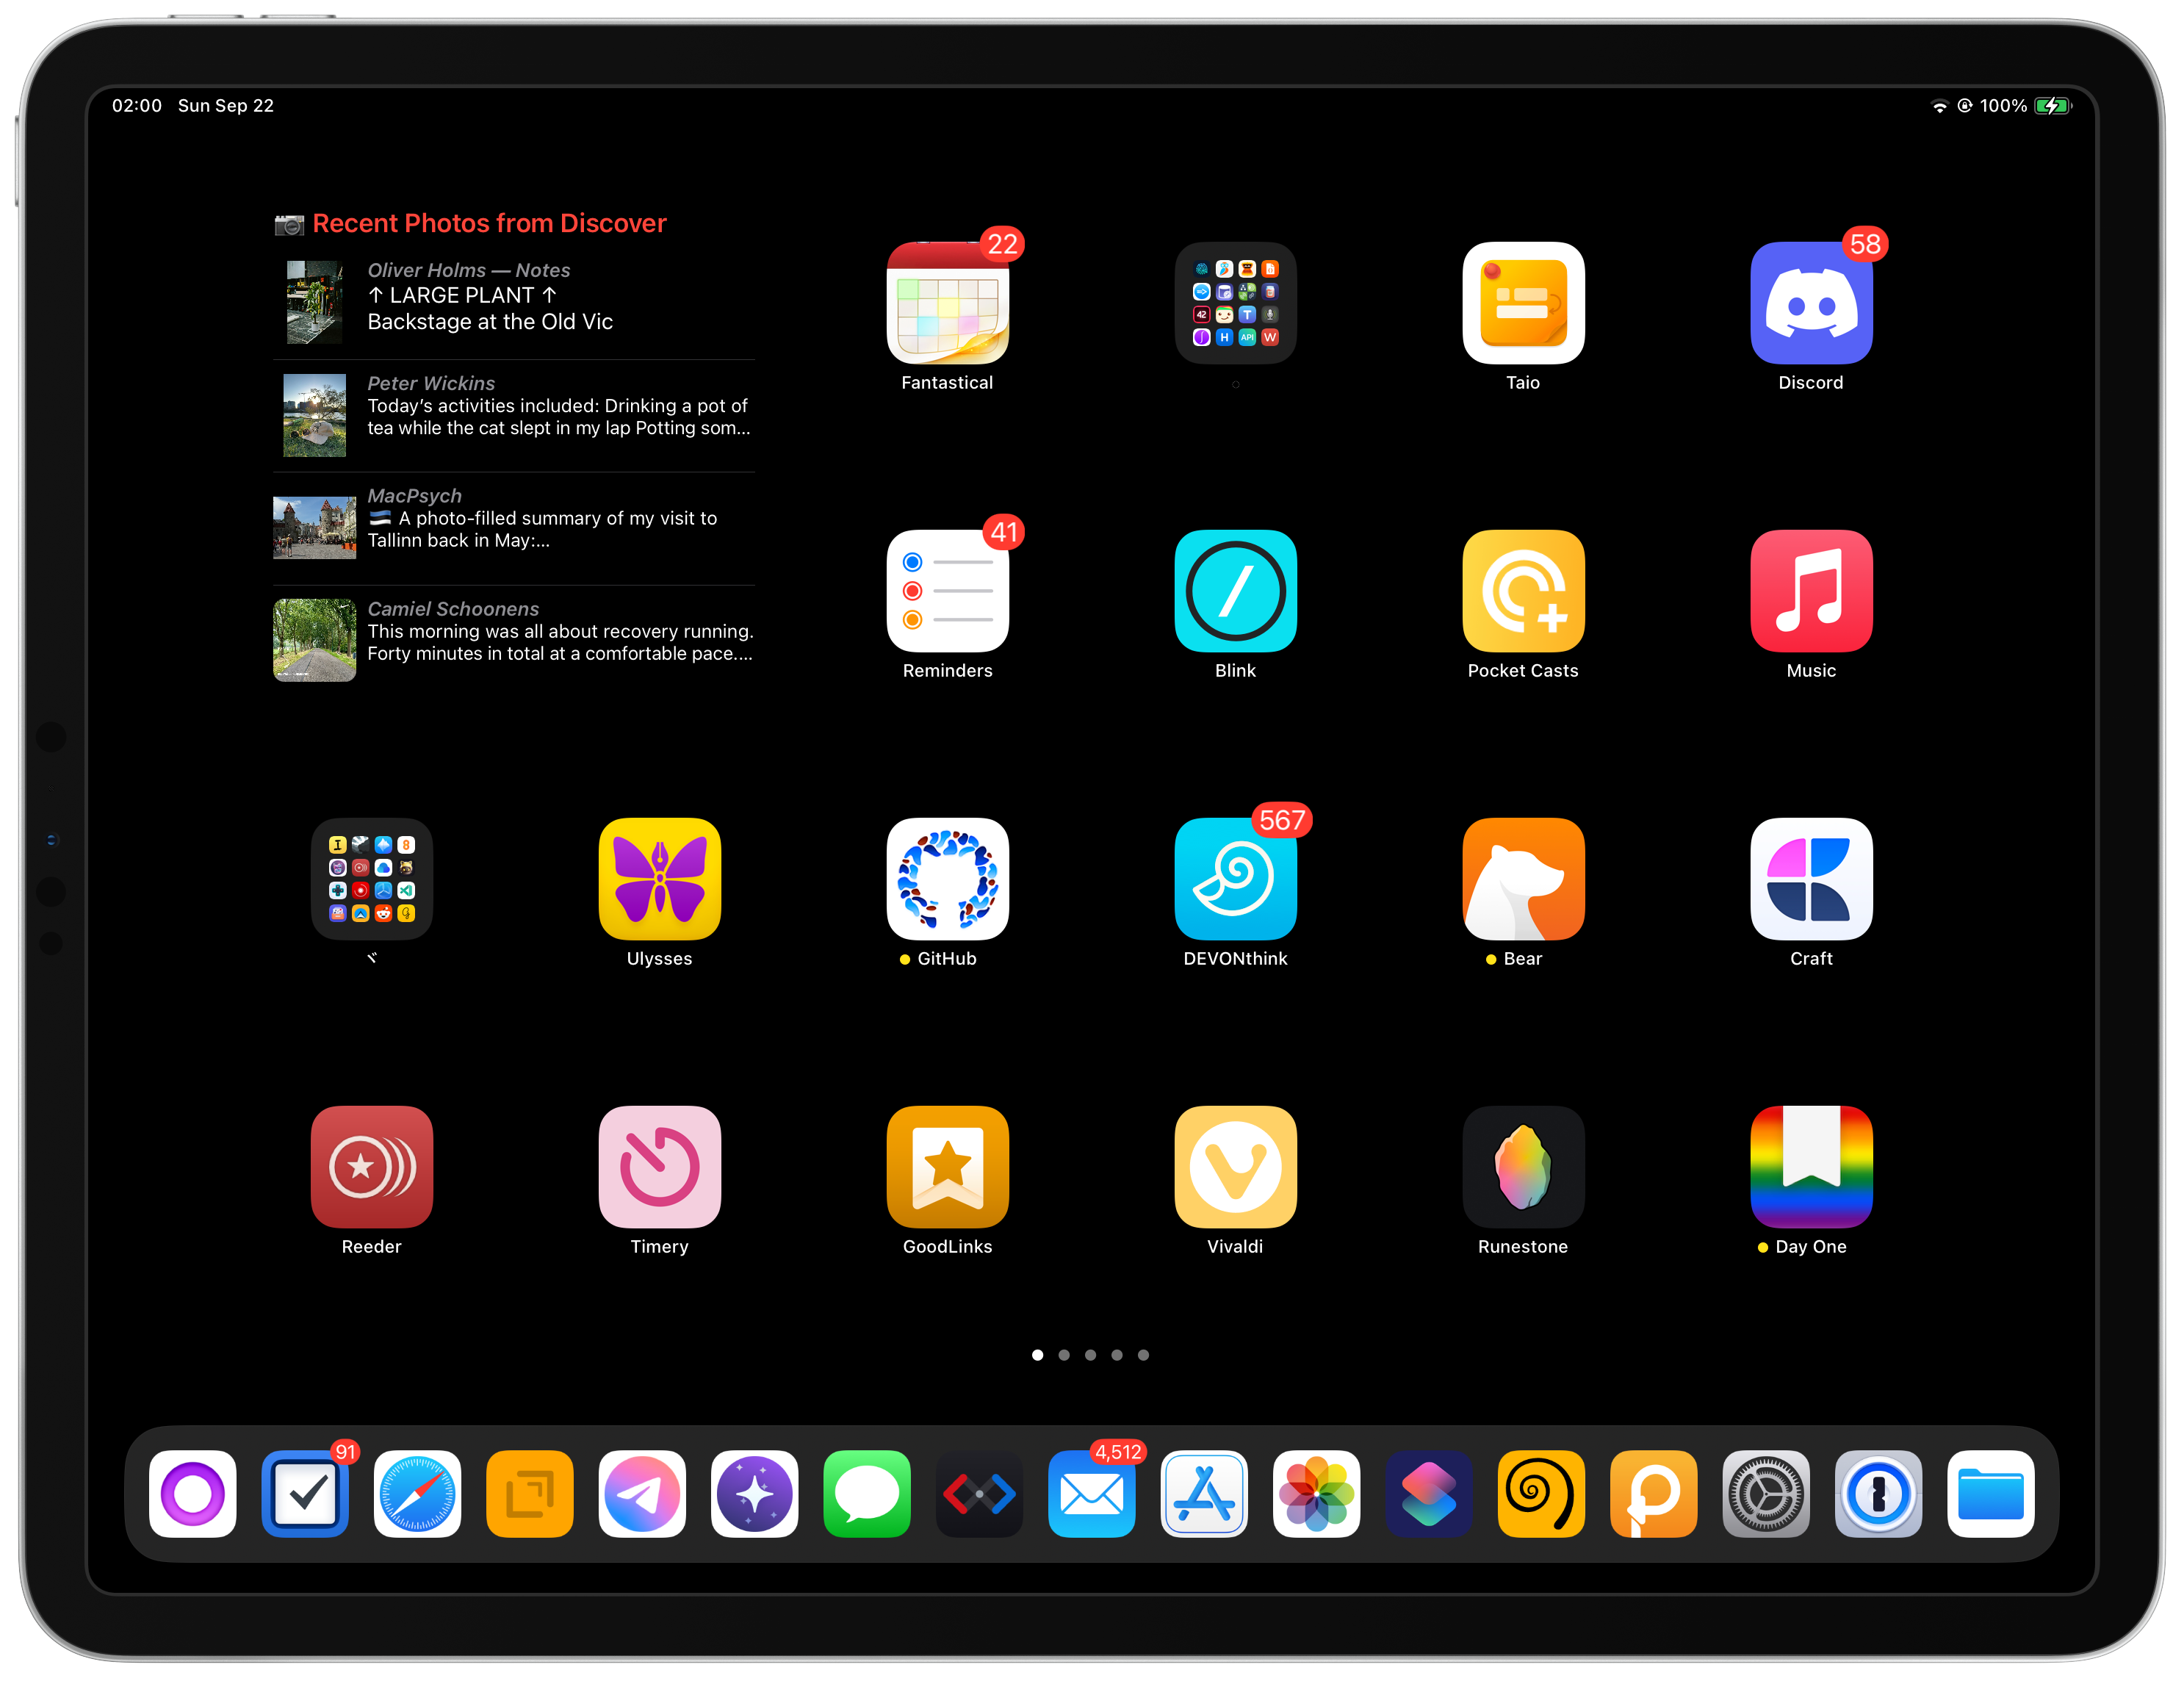 02:00 Sun Sep 22
100%
Recent Photos from Discover
Oliver Holms — Notes
↑ LARGE PLANT ↑
Backstage at the Old Vic
Peter Wickins
Today's activities included: Drinking a pot of
tea while the cat slept in my lap Potting som...
MacPsych
🇪🇪 A photo-filled summary of my visit to
Tallinn back in May:...
Camiel Schoonens
This morning was all about recovery running.
Forty minutes in total at a comfortable pace....
22
58
42
T
H
API
W
Fantastical
Taio
Discord
41
Reminders
Blink
Pocket Casts
Music
567
I
8
Ulysses
GitHub
DEVONthink
Bear
Craft
Reeder
Timery
GoodLinks
Vivaldi
Runestone
Day One
91
4,512